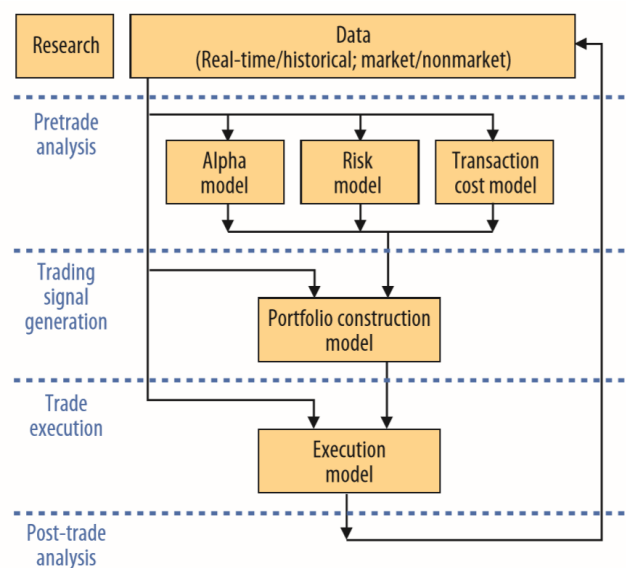 Research
Data
(Real-time/historical; market/nonmarket)
Pretrade
analysis
Alpha
model
Risk
model
Transaction
cost model
Trading
signal
generation
Portfolio construction
model
Trade
execution
Execution
model
Post-trade
analysis